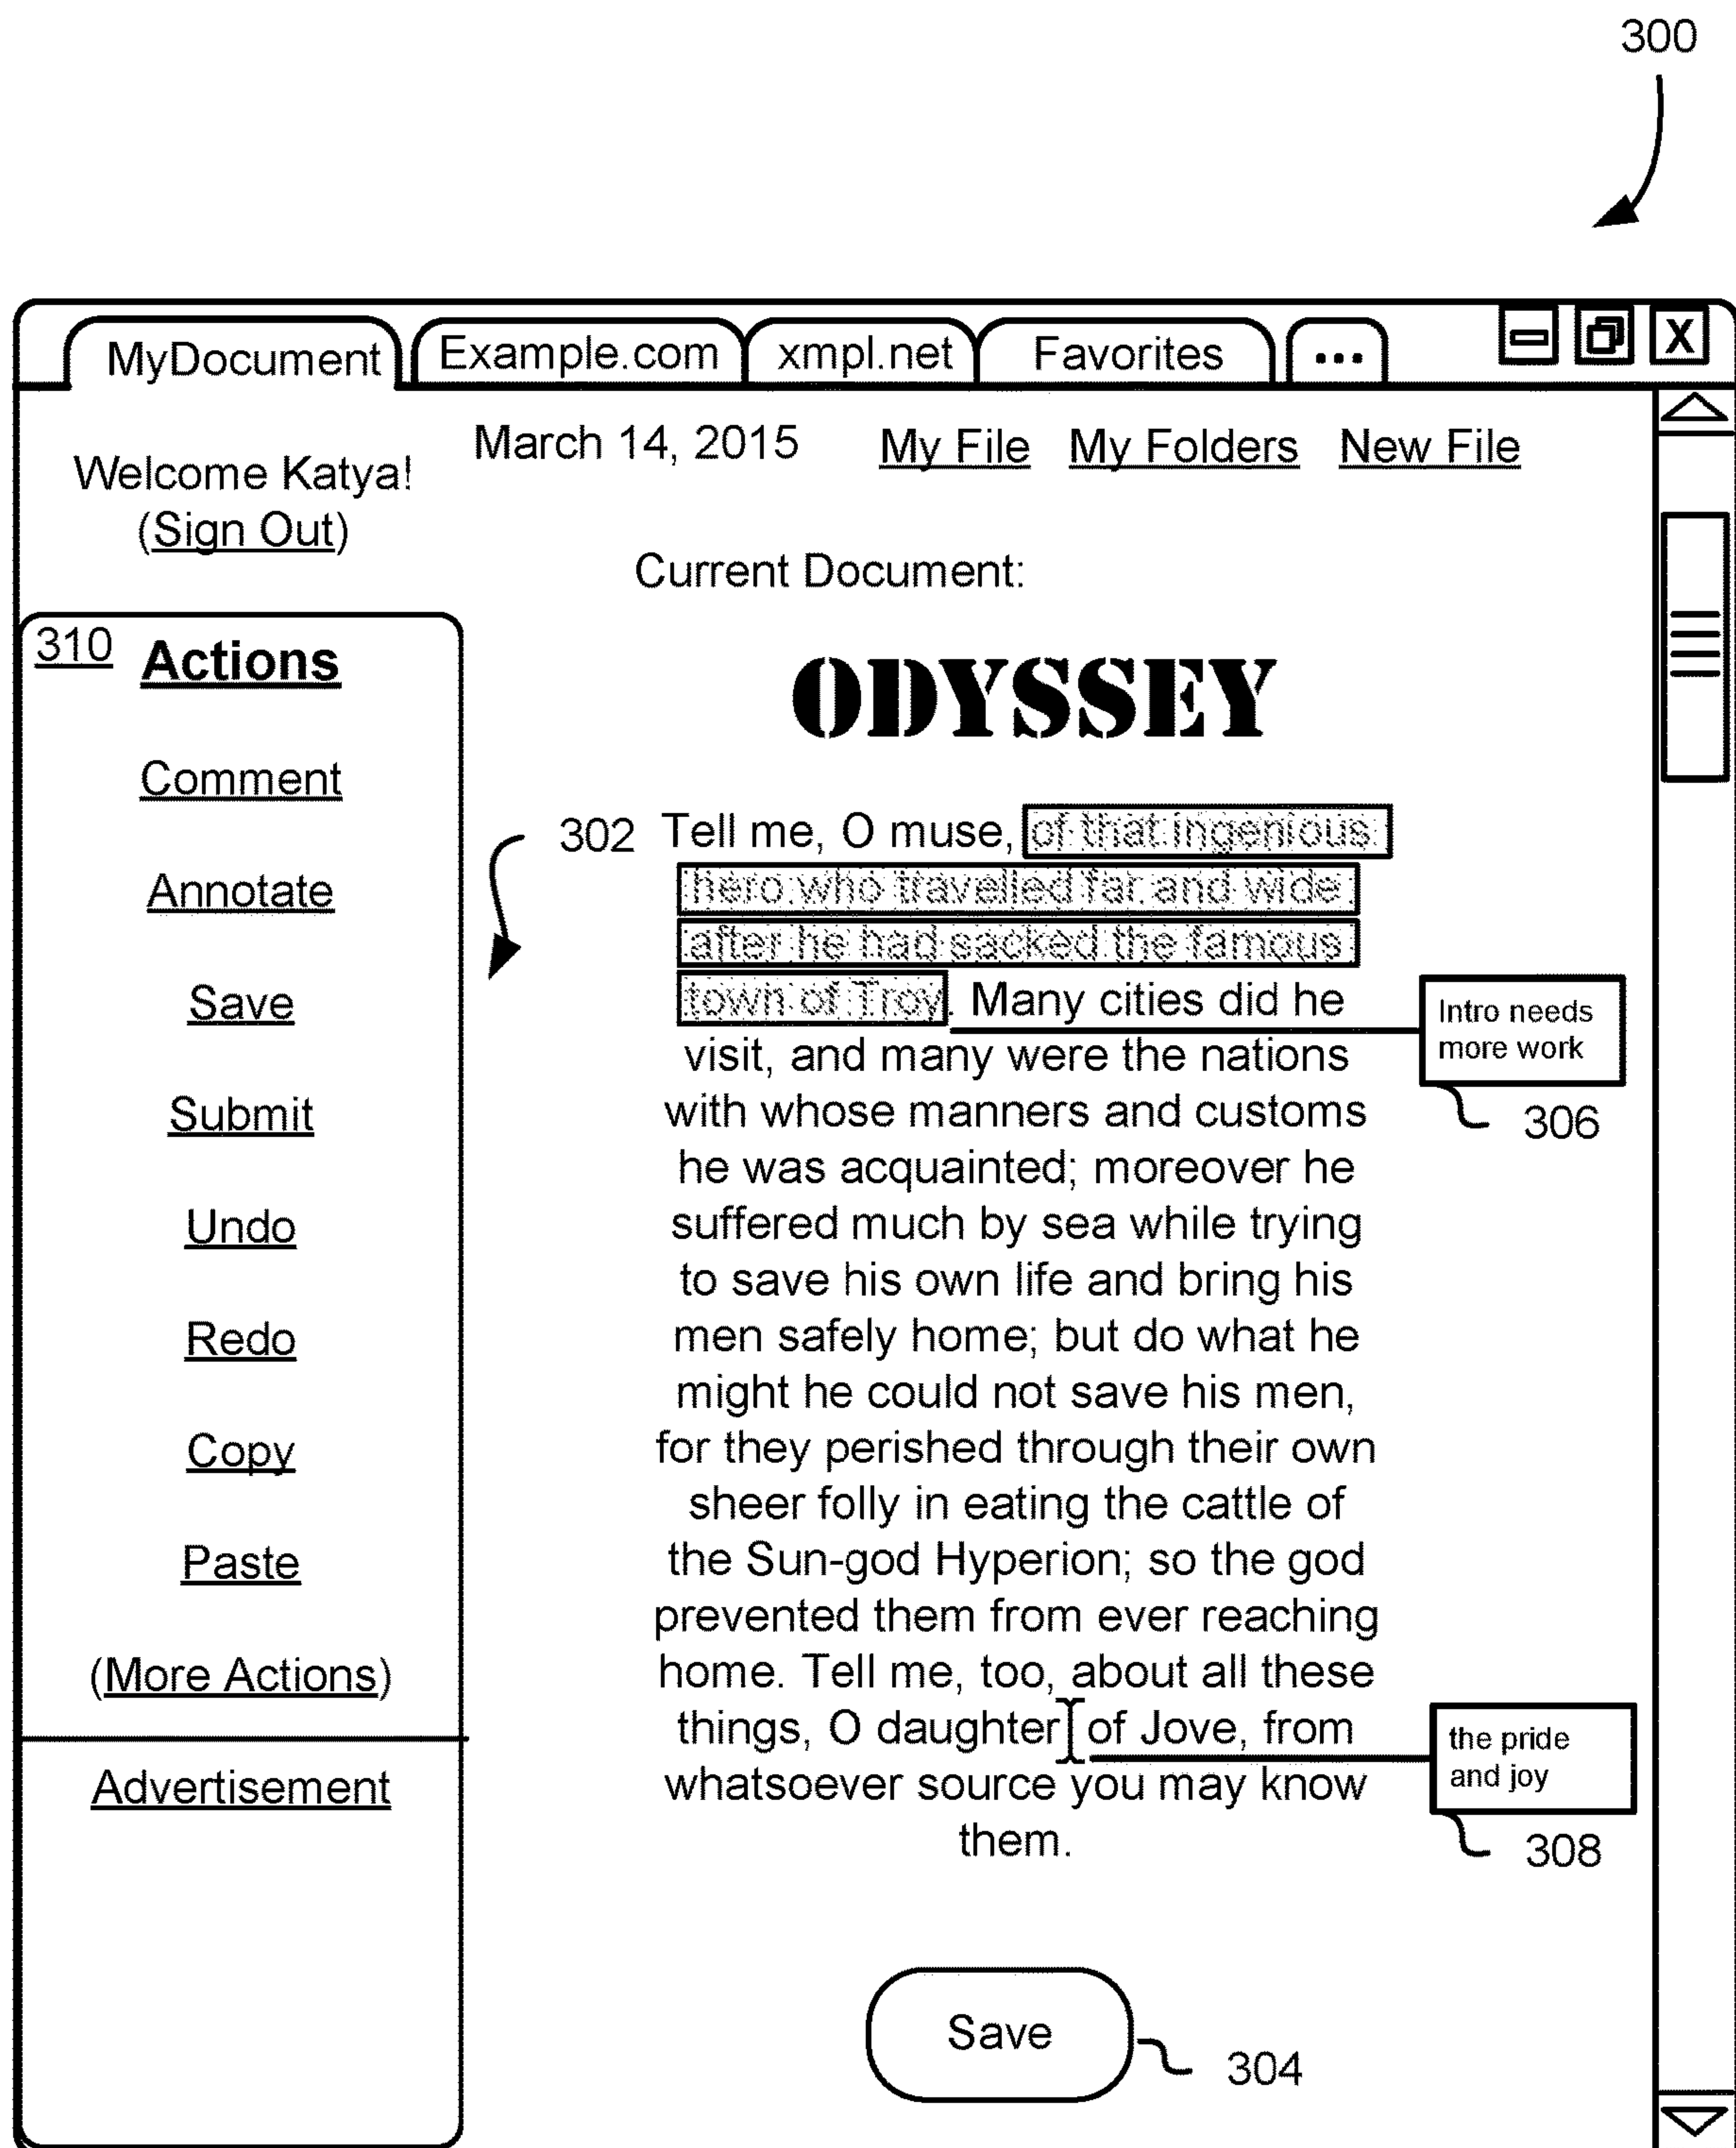 300
MyDocument Example.com xmpl.net Favorites ... X
March 14, 2015 My File My Folders New File
Welcome Katya!
(Sign Out)
Current Document:
310 Actions
Comment
Annotate
Save
Submit
Undo
Redo
Copy
Paste
(More Actions)
Advertisement
ODYSSEY
302 Tell me, O muse, of that ingenious
hero who travelled far and wide
after he had sacked the famous
town of Troy. Many cities did he
visit, and many were the nations
with whose manners and customs
he was acquainted; moreover he
suffered much by sea while trying
to save his own life and bring his
men safely home; but do what he
might he could not save his men,
for they perished through their own
sheer folly in eating the cattle of
the Sun-god Hyperion; so the god
prevented them from ever reaching
home. Tell me, too, about all these
things, O daughter of Jove, from
whatsoever source you may know
them.
Intro needs
more work
306
the pride
and joy
308
Save
304